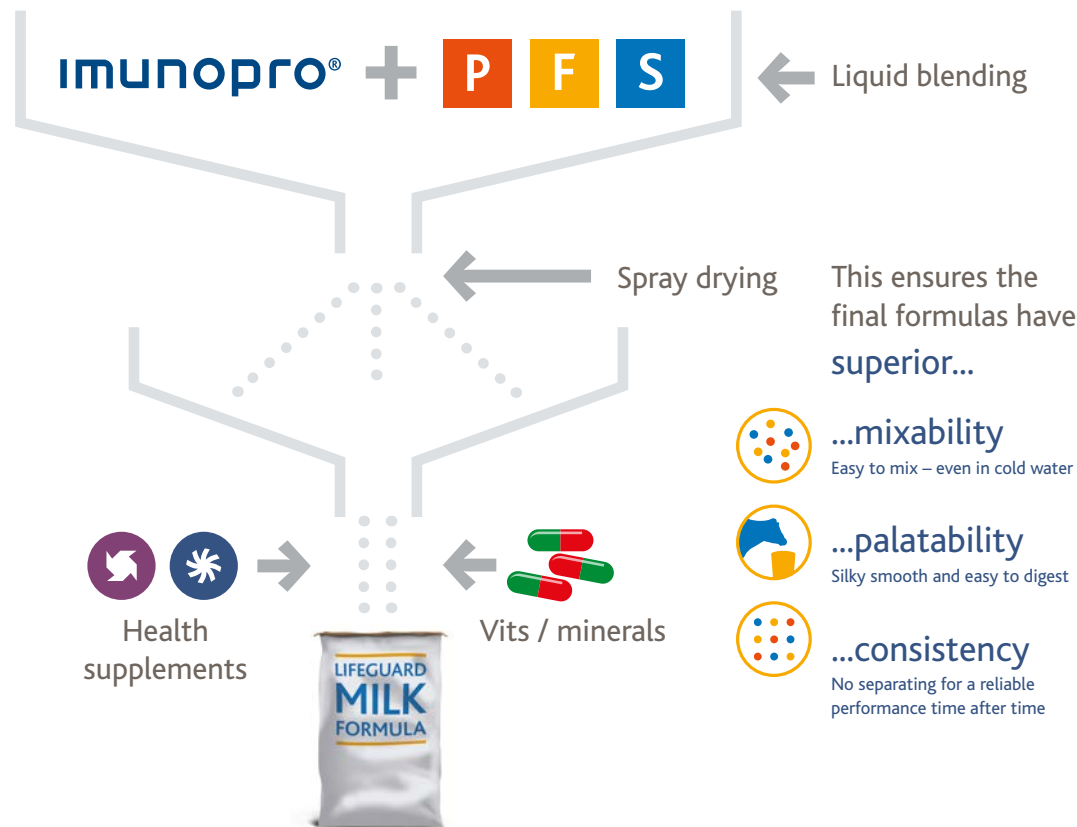 ımunopro® + P F S
Liquid blending
Spray drying
This ensures the
final formulas have
superior...
...mixability
Easy to mix – even in cold water
...palatability
Silky smooth and easy to digest
...consistency
No separating for a reliable
performance time after time
Health
supplements
Vits / minerals
LIFEGUARD
MILK
FORMULA